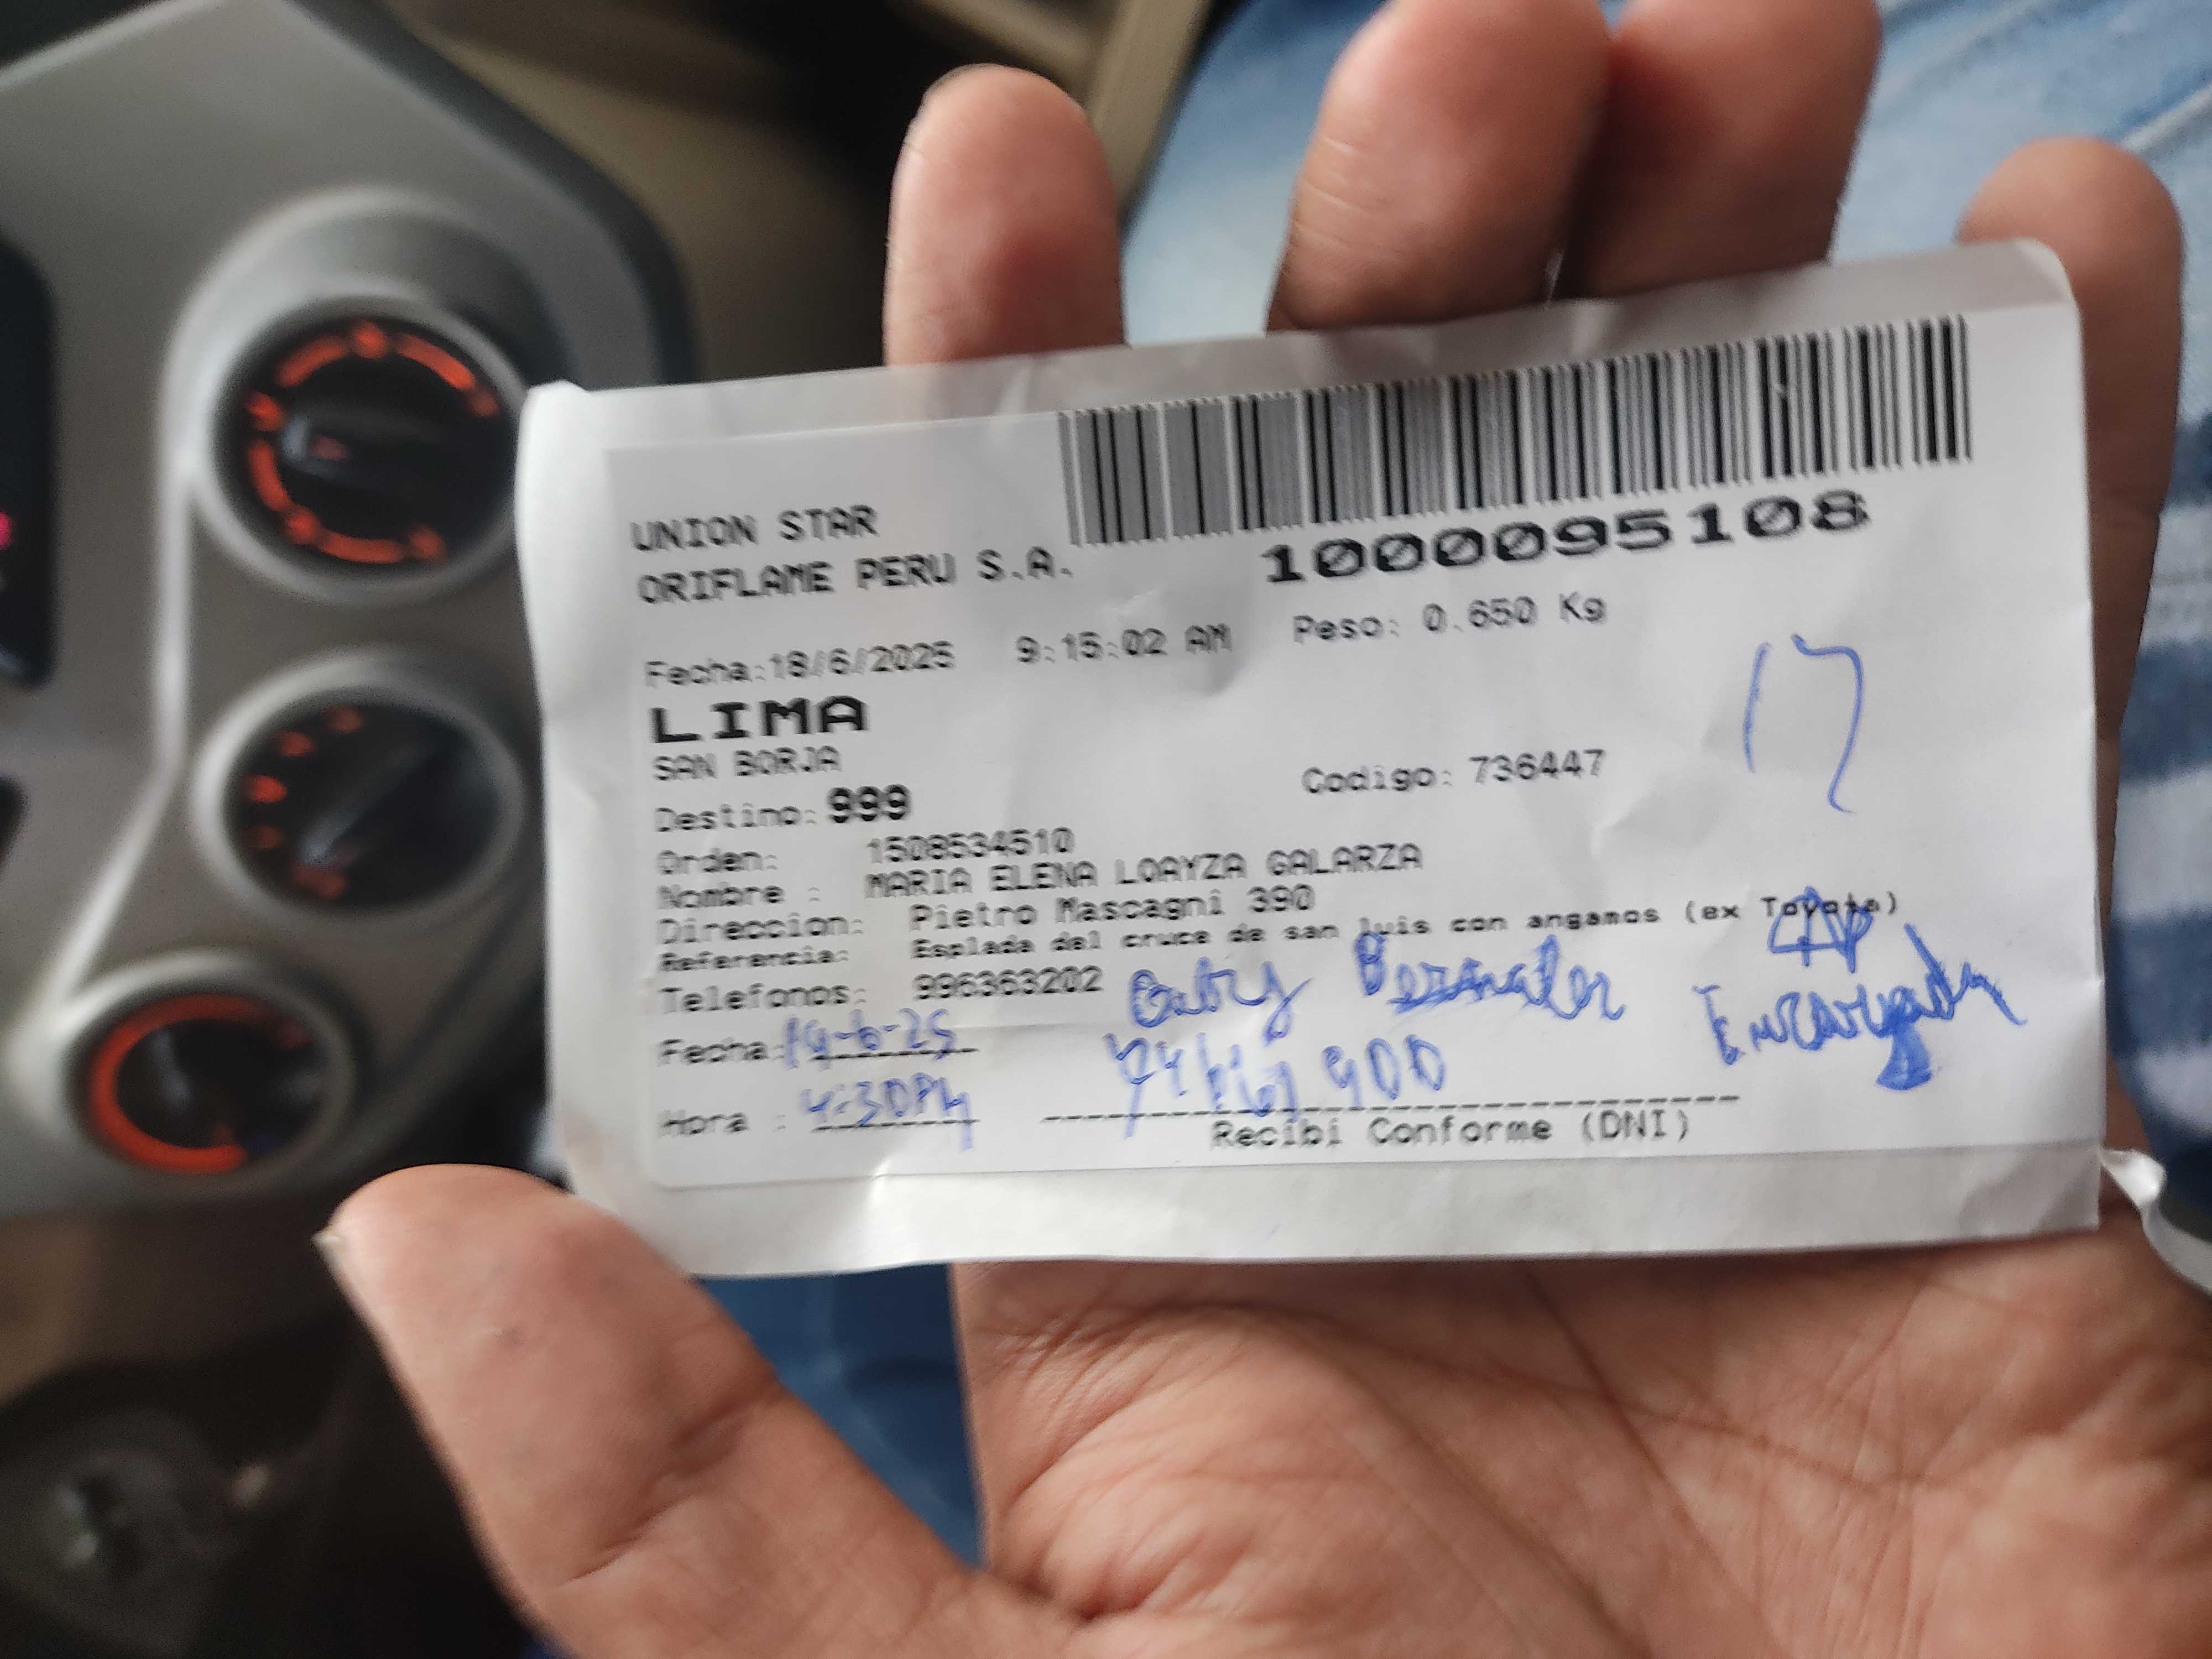 UNION STAR
ORIFLAME PERU S.A.
1000095108
Fecha:18/6/2025 9:15:02 AM Peso: 0.650 Kg
LIMA
SAN BORJA
17
Destino: 999 Codigo: 736447
Orden: 1508534510
Nombre : MARIA ELENA LOAYZA GALARZA
Direccion: Pietro Mascagni 390
Referencia: Esplada del cruce de san luis con angamos (ex Toyota)
Telefonos: 996363202 Gaby
Encargada
Fecha:
Hora : 4:30PM
Recibi Conforme (DNI)